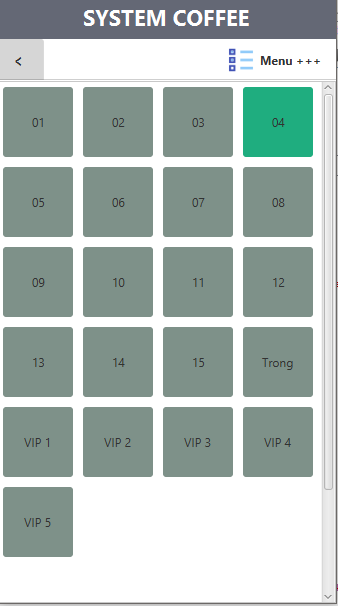 SYSTEM COFFEE
< Menu +++
01 02 03 04
05 06 07 08
09 10 11 12
13 14 15 Trong
VIP 1 VIP 2 VIP 3 VIP 4
VIP 5